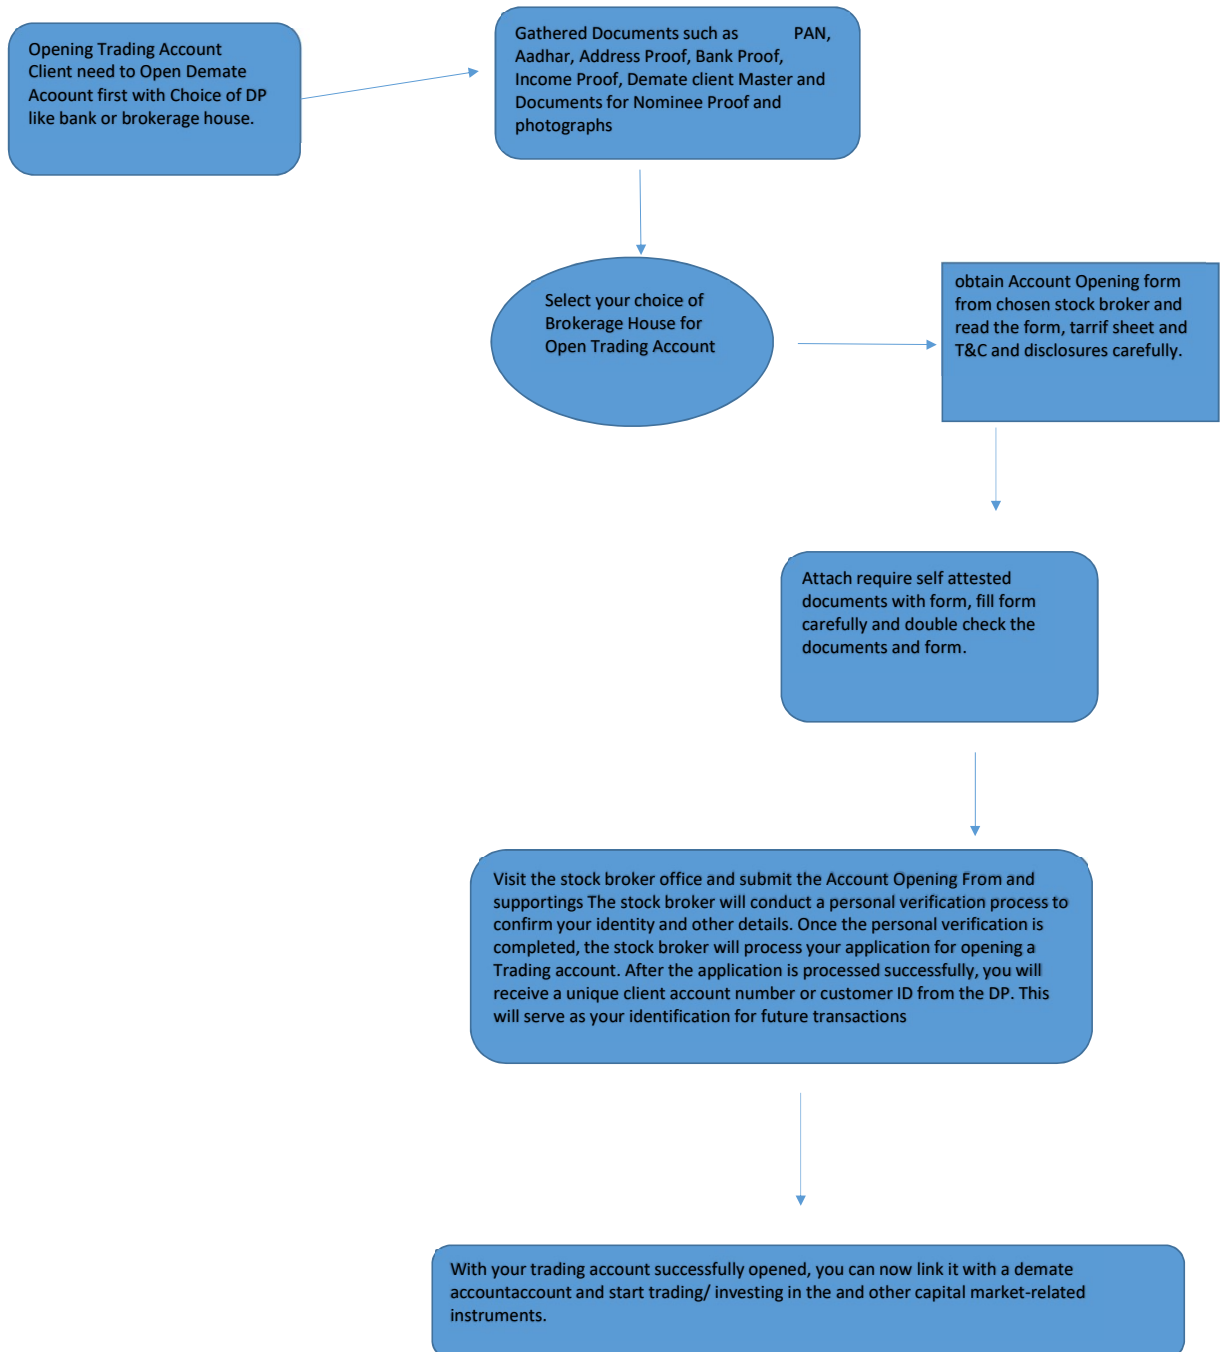 Opening Trading Account
Client need to Open Demate
Acoount first with Choice of DP
like bank or brokerage house.
Gathered Documents such as PAN,
Aadhar, Address Proof, Bank Proof,
Income Proof, Demate client Master and
Documents for Nominee Proof and
photographs
Select your choice of
Brokerage House for
Open Trading Account
obtain Account Opening form
from chosen stock broker and
read the form, tarrif sheet and
T&C and disclosures carefully.
Attach require self attested
documents with form, fill form
carefully and double check the
documents and form.
Visit the stock broker office and submit the Account Opening From and
supportings The stock broker will conduct a personal verification process to
confirm your identity and other details. Once the personal verification is
completed, the stock broker will process your application for opening a
Trading account. After the application is processed successfully, you will
receive a unique client account number or customer ID from the DP. This
will serve as your identification for future transactions
With your trading account successfully opened, you can now link it with a demate
accountaccount and start trading/ investing in the and other capital market-related
instruments.